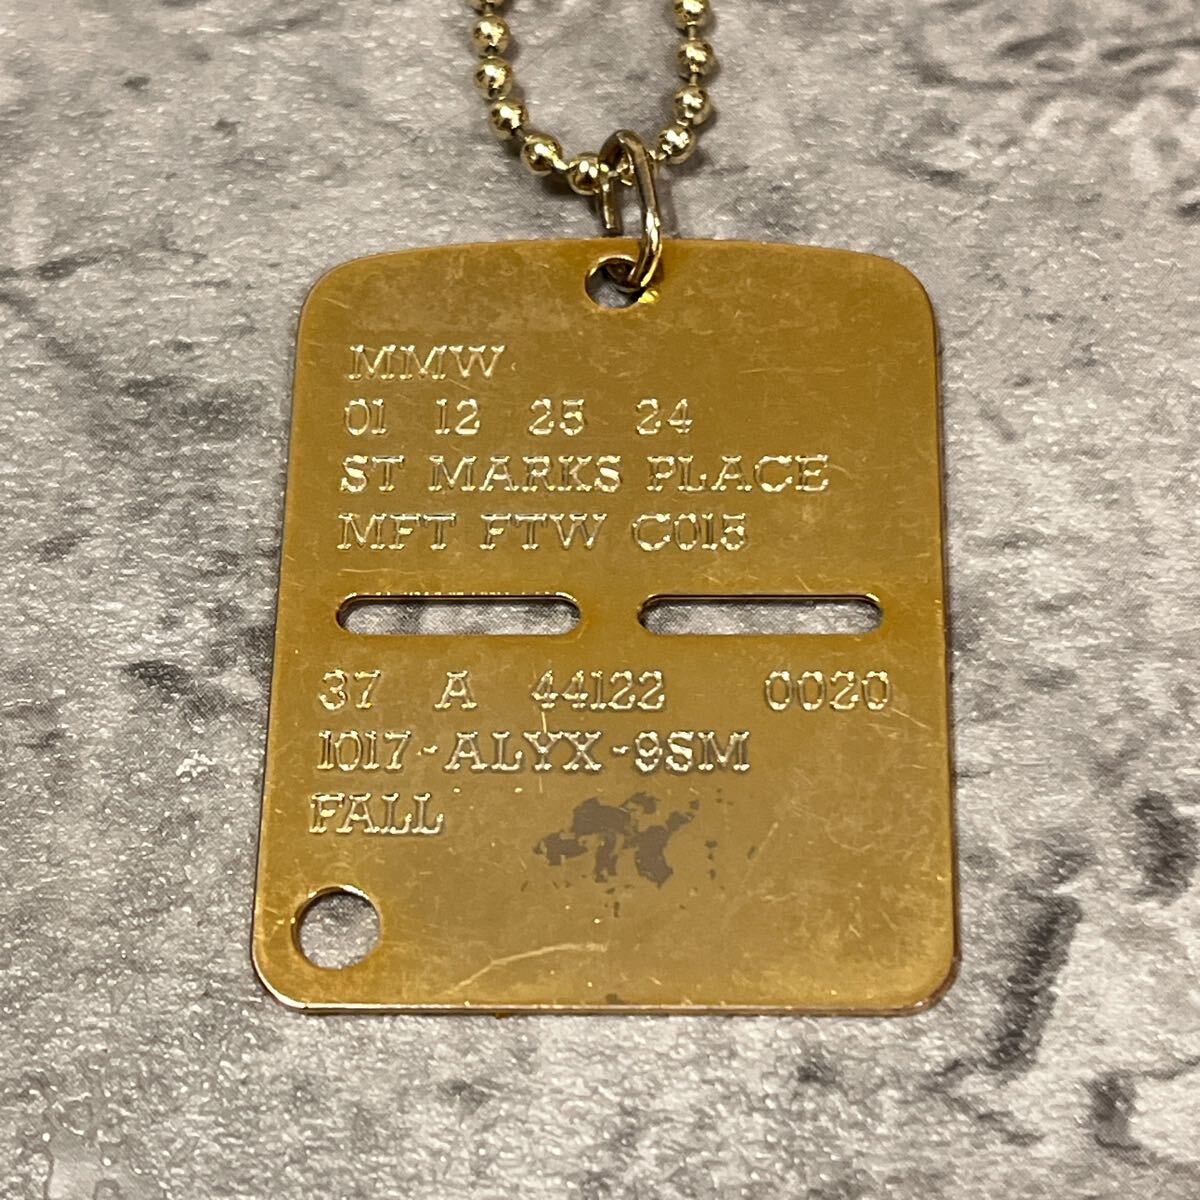 MMW
01 12 25 24
ST MARKS PLACE
MFT FTW C015
37 A 44122 0020
1017-ALYX-9SM
FALL